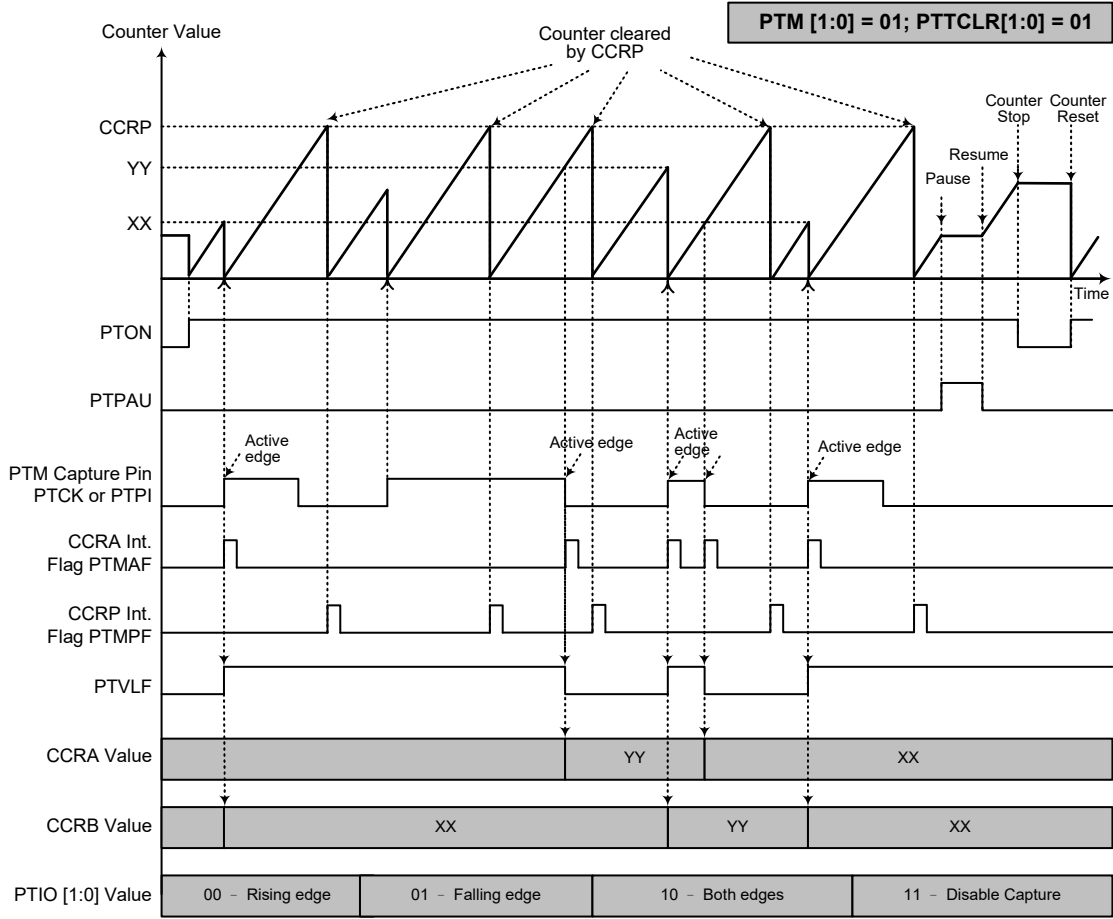 PTM [1:0] = 01; PTTCLR[1:0] = 01
Counter Value
Counter cleared
by CCRP
CCRP
YY
XX
Counter
Stop
Counter
Reset
Resume
Pause
Time
PTON
PTPAU
Active
edge
Active edge
Active
edge
Active edge
PTM Capture Pin
PTCK or PTPI
CCRA Int.
Flag PTMAF
CCRP Int.
Flag PTMPF
PTVLF
CCRA Value
YY
XX
CCRB Value
XX
YY
XX
PTIO [1:0] Value
00 – Rising edge
01 – Falling edge
10 – Both edges
11 – Disable Capture